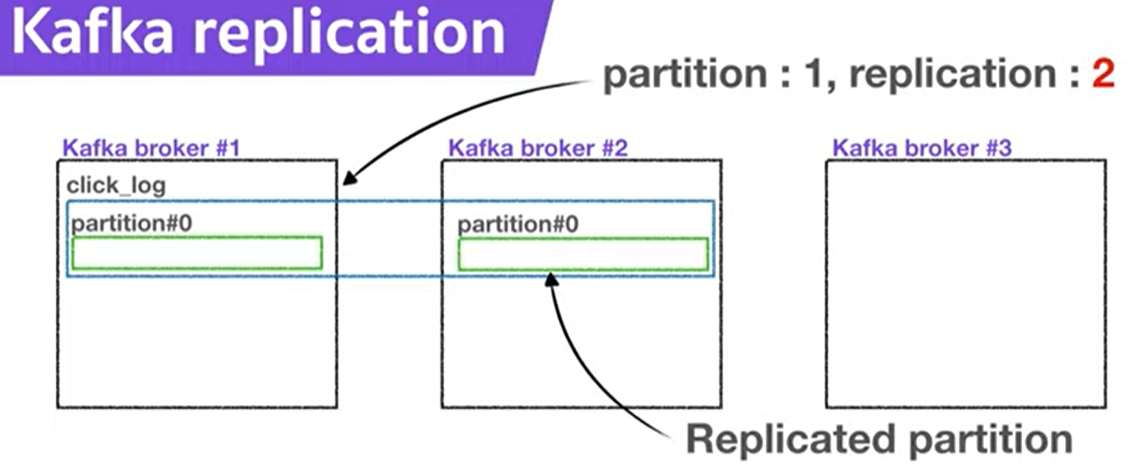 Kafka replication
partition : 1, replication : 2
Kafka broker #1
Kafka broker #2
Kafka broker #3
click_log
partition#0
partition#0
Replicated partition